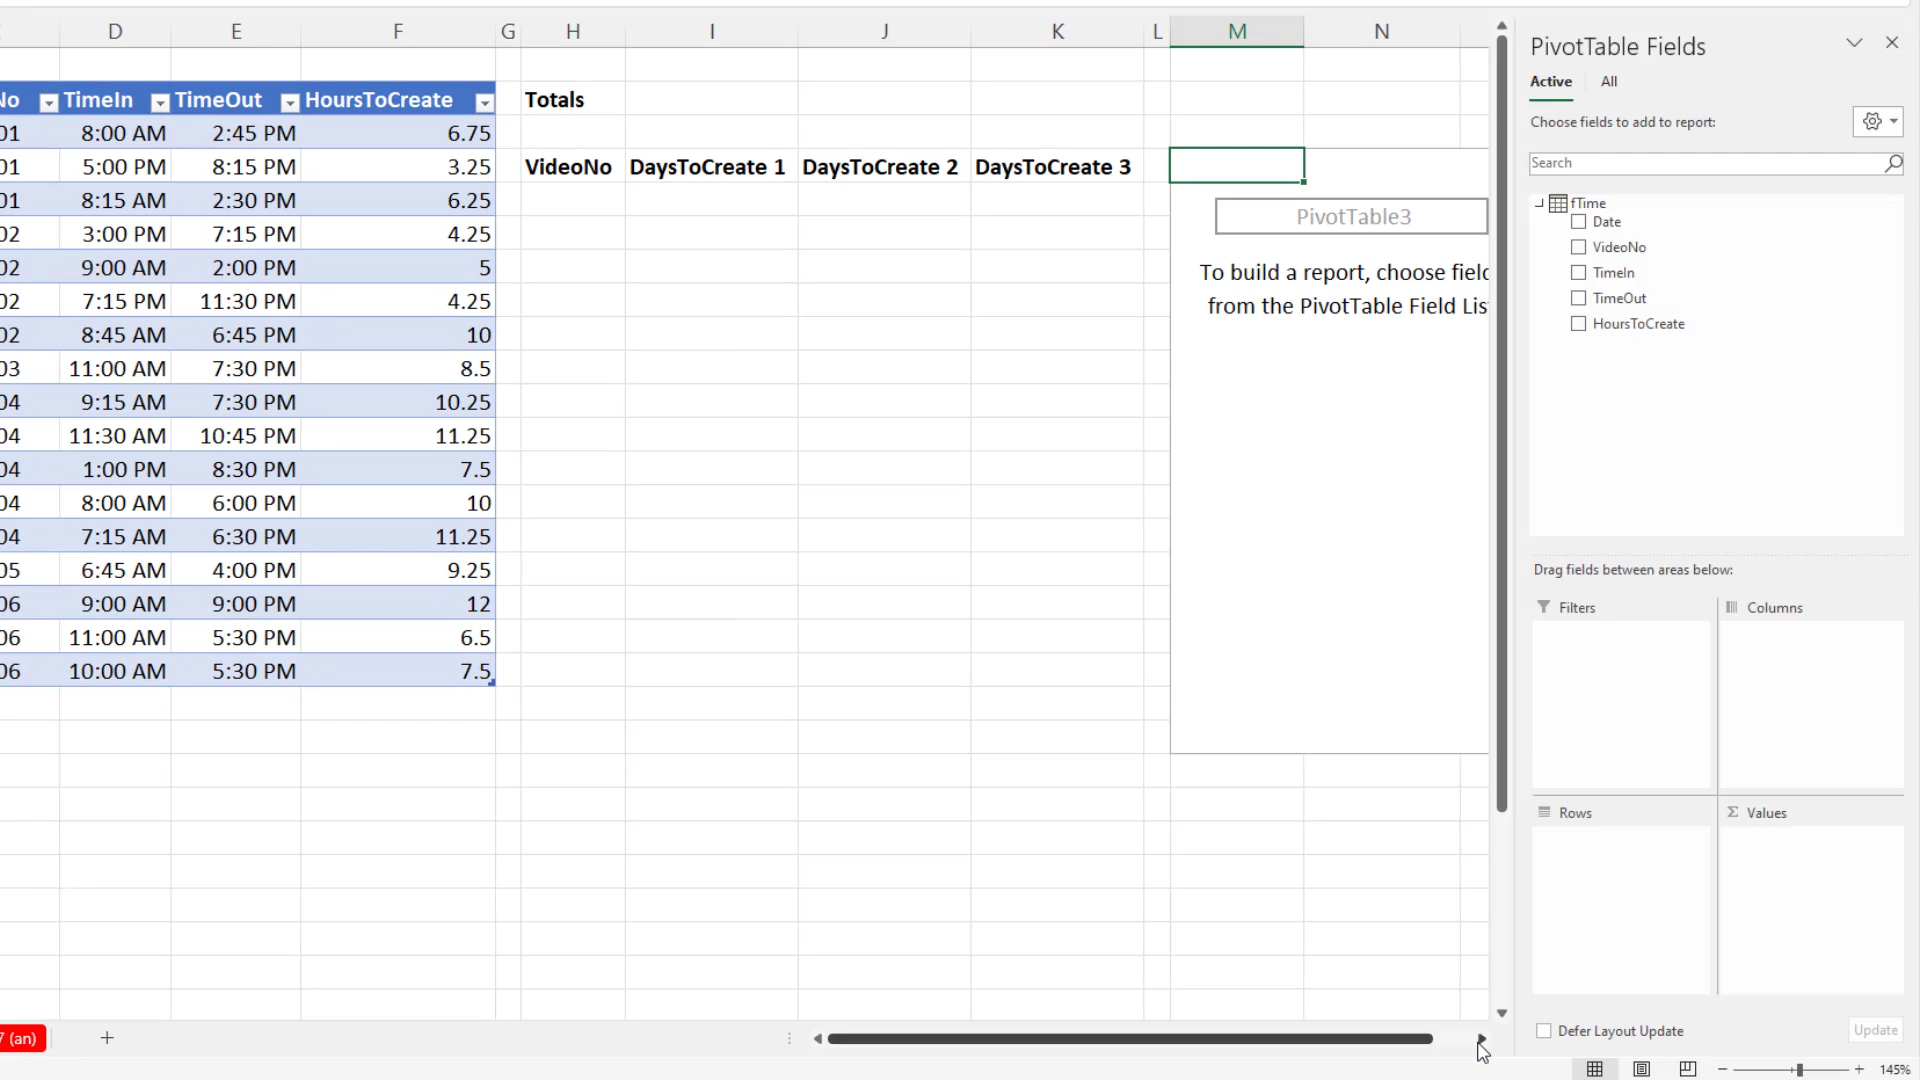 D E F G H I J K L M N
No TimeIn TimeOut HoursToCreate Totals
01 8:00 AM 2:45 PM 6.75
01 5:00 PM 8:15 PM 3.25 VideoNo DaysToCreate 1 DaysToCreate 2 DaysToCreate 3
01 8:15 AM 2:30 PM 6.25
02 3:00 PM 7:15 PM 4.25
02 9:00 AM 2:00 PM 5
02 7:15 PM 11:30 PM 4.25
02 8:45 AM 6:45 PM 10
03 11:00 AM 7:30 PM 8.5
04 9:15 AM 7:30 PM 10.25
04 11:30 AM 10:45 PM 11.25
04 1:00 PM 8:30 PM 7.5
04 8:00 AM 6:00 PM 10
04 7:15 AM 6:30 PM 11.25
05 6:45 AM 4:00 PM 9.25
06 9:00 AM 9:00 PM 12
06 11:00 AM 5:30 PM 6.5
06 10:00 AM 5:30 PM 7.5
PivotTable3
To build a report, choose field
from the PivotTable Field Lis
7 (an)
PivotTable Fields
Active All
Choose fields to add to report:
Search
fTime
Date
VideoNo
TimeIn
TimeOut
HoursToCreate
Drag fields between areas below:
Filters Columns
Rows Σ Values
Defer Layout Update Update
145%